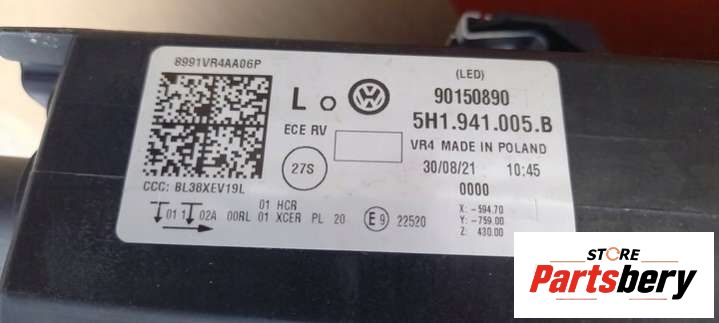 8991VR4AA06P
(LED)
L
90150890
5H1.941.005.B
ECE RV
VR4 MADE IN POLAND
27S
30/08/21 10:45
0000
CCC: BL38XEV19L
X: -594.70
Y: -759.00
Z: 430.00
01 HCR
01 1 02A 00RL 01 XCER PL 20 E9 22520
STORE
Partsbery